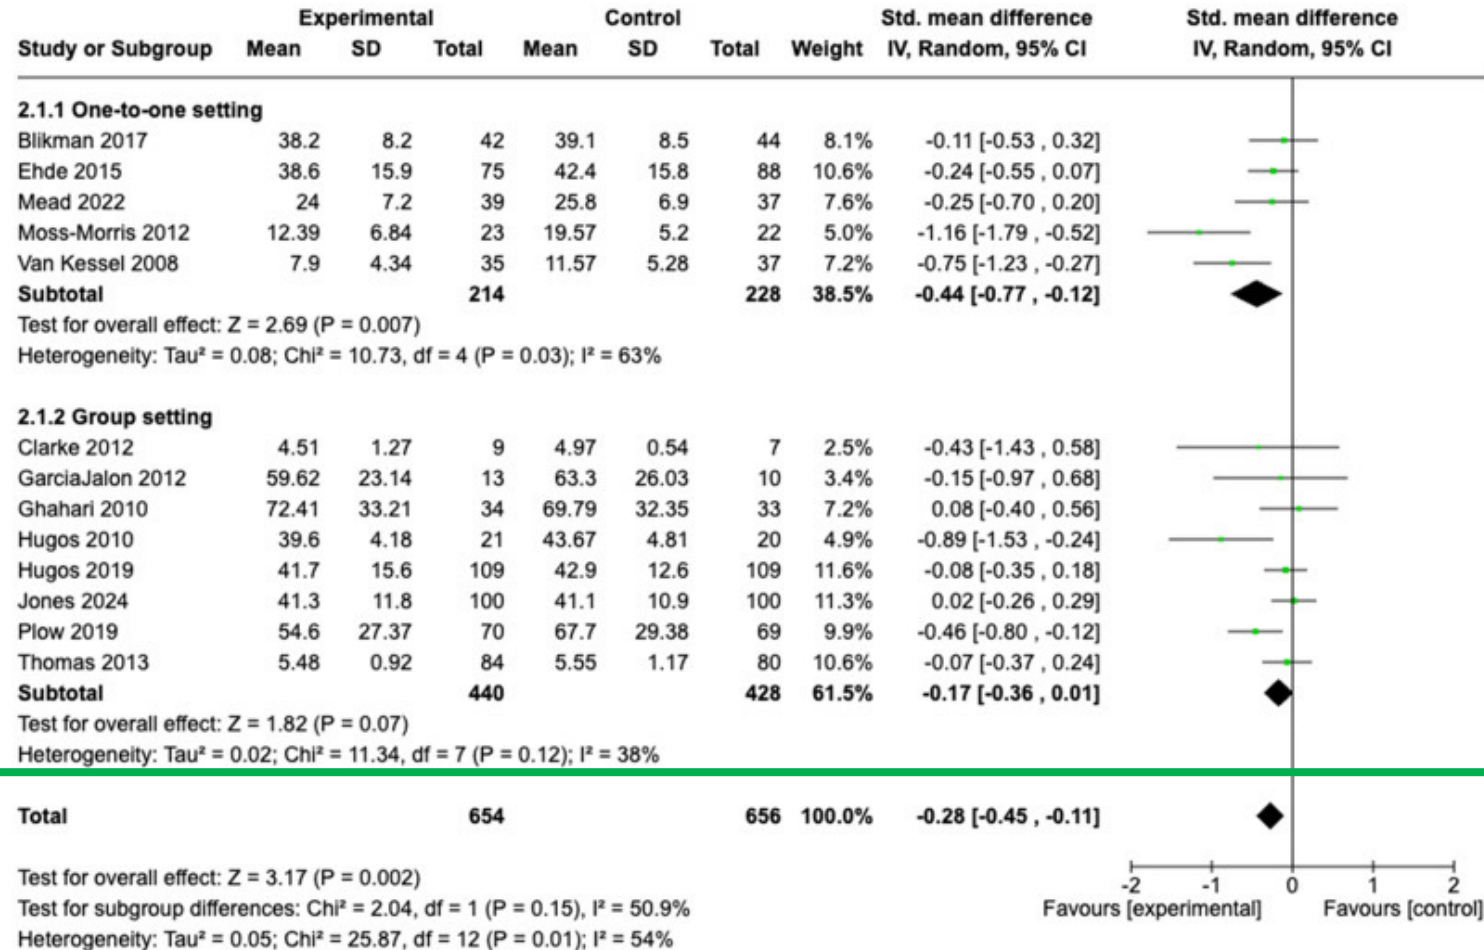 Experimental Control Std. mean difference Std. mean difference
Study or Subgroup Mean SD Total Mean SD Total Weight IV, Random, 95% CI IV, Random, 95% CI
2.1.1 One-to-one setting
Blikman 2017 38.2 8.2 42 39.1 8.5 44 8.1% -0.11 [-0.53 , 0.32]
Ehde 2015 38.6 15.9 75 42.4 15.8 88 10.6% -0.24 [-0.55 , 0.07]
Mead 2022 24 7.2 39 25.8 6.9 37 7.6% -0.25 [-0.70 , 0.20]
Moss-Morris 2012 12.39 6.84 23 19.57 5.2 22 5.0% -1.16 [-1.79 , -0.52]
Van Kessel 2008 7.9 4.34 35 11.57 5.28 37 7.2% -0.75 [-1.23 , -0.27]
Subtotal 214 228 38.5% -0.44 [-0.77 , -0.12]
Test for overall effect: Z = 2.69 (P = 0.007)
Heterogeneity: Tau² = 0.08; Chi² = 10.73, df = 4 (P = 0.03); I² = 63%
2.1.2 Group setting
Clarke 2012 4.51 1.27 9 4.97 0.54 7 2.5% -0.43 [-1.43 , 0.58]
GarciaJalon 2012 59.62 23.14 13 63.3 26.03 10 3.4% -0.15 [-0.97 , 0.68]
Ghahari 2010 72.41 33.21 34 69.79 32.35 33 7.2% 0.08 [-0.40 , 0.56]
Hugos 2010 39.6 4.18 21 43.67 4.81 20 4.9% -0.89 [-1.53 , -0.24]
Hugos 2019 41.7 15.6 109 42.9 12.6 109 11.6% -0.08 [-0.35 , 0.18]
Jones 2024 41.3 11.8 100 41.1 10.9 100 11.3% 0.02 [-0.26 , 0.29]
Plow 2019 54.6 27.37 70 67.7 29.38 69 9.9% -0.46 [-0.80 , -0.12]
Thomas 2013 5.48 0.92 84 5.55 1.17 80 10.6% -0.07 [-0.37 , 0.24]
Subtotal 440 428 61.5% -0.17 [-0.36 , 0.01]
Test for overall effect: Z = 1.82 (P = 0.07)
Heterogeneity: Tau² = 0.02; Chi² = 11.34, df = 7 (P = 0.12); I² = 38%
Total 654 656 100.0% -0.28 [-0.45 , -0.11]
Test for overall effect: Z = 3.17 (P = 0.002)
-2 -1 0 1 2
Test for subgroup differences: Chi² = 2.04, df = 1 (P = 0.15), I² = 50.9% Favours [experimental] Favours [control]
Heterogeneity: Tau² = 0.05; Chi² = 25.87, df = 12 (P = 0.01); I² = 54%